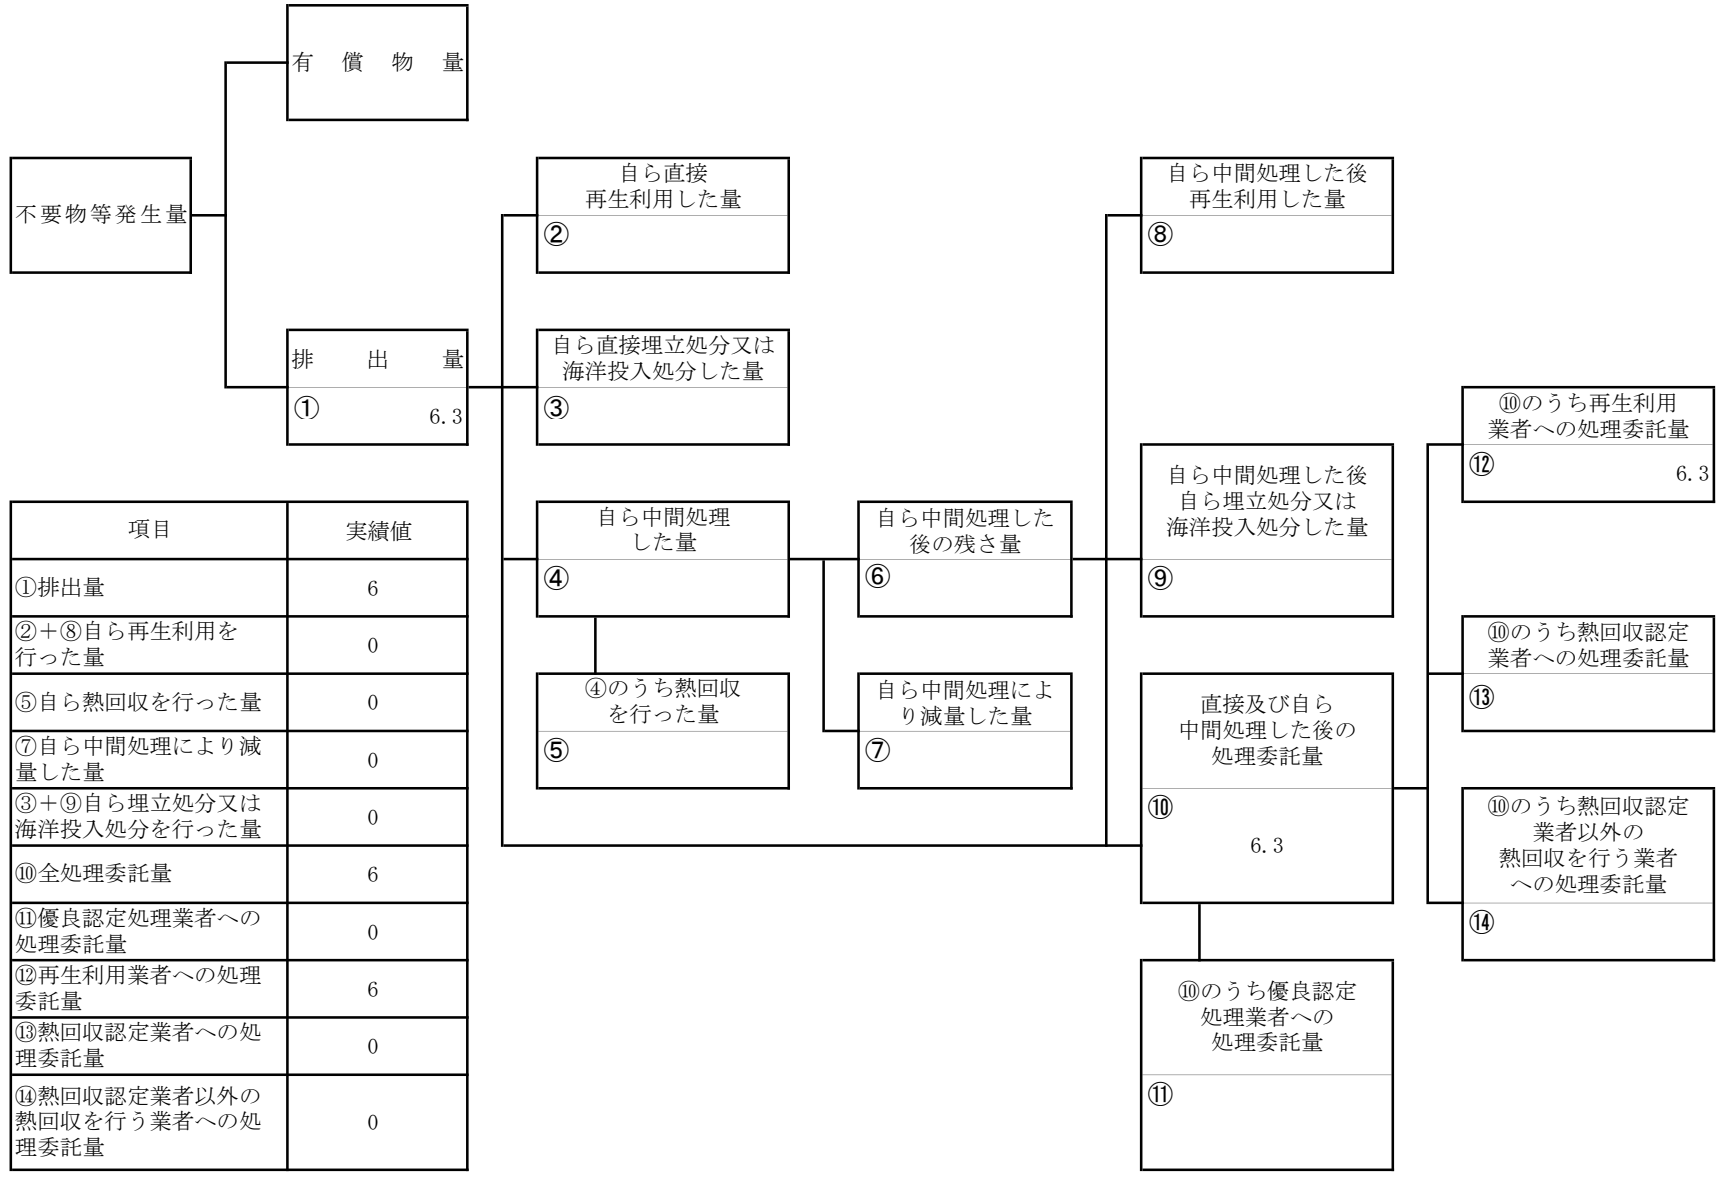 有償物量
不要物等発生量
排出量
①
6.3
自ら直接
再生利用した量
②
自ら直接埋立処分又は
海洋投入処分した量
③
自ら中間処理
した量
④
④のうち熱回収
を行った量
⑤
自ら中間処理した
後の残さ量
⑥
自ら中間処理によ
り減量した量
⑦
自ら中間処理した後
再生利用した量
⑧
自ら中間処理した後
自ら埋立処分又は
海洋投入処分した量
⑨
直接及び自ら
中間処理した後の
処理委託量
⑩
6.3
⑩のうち優良認定
処理業者への
処理委託量
⑪
⑩のうち再生利用
業者への処理委託量
⑫
6.3
⑩のうち熱回収認定
業者への処理委託量
⑬
⑩のうち熱回収認定
業者以外の
熱回収を行う業者
への処理委託量
⑭
項目 実績値
①排出量 6
②＋⑧自ら再生利用を
行った量 0
⑤自ら熱回収を行った量 0
⑦自ら中間処理により減
量した量 0
③＋⑨自ら埋立処分又は
海洋投入処分を行った量 0
⑩全処理委託量 6
⑪優良認定処理業者への
処理委託量 0
⑫再生利用業者への処理
委託量 6
⑬熱回収認定業者への処
理委託量 0
⑭熱回収認定業者以外の
熱回収を行う業者への処
理委託量 0